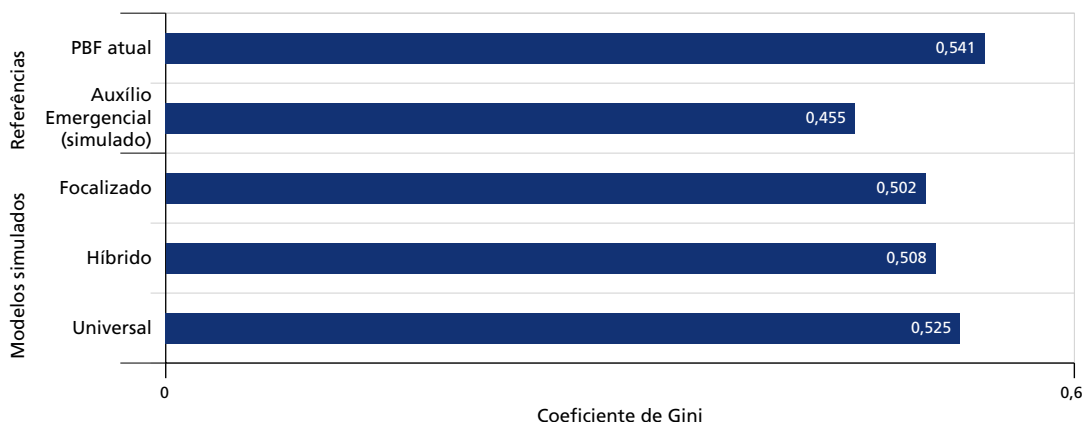 Referências
PBF atual
0,541
Auxílio
Emergencial
(simulado)
0,455
Modelos simulados
Focalizado
0,502
Híbrido
0,508
Universal
0,525
0
0,6
Coeficiente de Gini